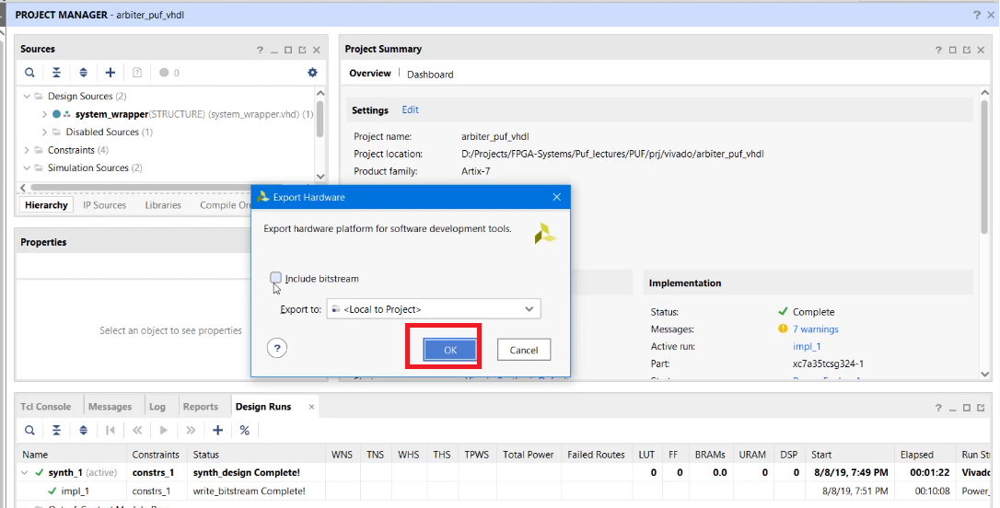 PROJECT MANAGER - arbiter_puf_vhdl
Sources
0
Design Sources (2)
system_wrapper(STRUCTURE) (system_wrapper.vhd) (1)
Disabled Sources (1)
Constraints (4)
Simulation Sources (2)
Hierarchy IP Sources Libraries Compile Or
Properties
Select an object to see properties
Project Summary
Overview Dashboard
Settings Edit
Project name: arbiter_puf_vhdl
Project location: D:/Projects/FPGA-Systems/Puf_lectures/PUF/prj/vivado/arbiter_puf_vhdl
Product family: Artix-7
Export Hardware
Export hardware platform for software development tools.
Include bitstream
Export to: <Local to Project>
? OK Cancel
Implementation
Status: Complete
Messages: 7 warnings
Active run: impl_1
Part: xc7a35tcsg324-1
Tcl Console Messages Log Reports Design Runs
Name Constraints Status WNS TNS WHS THS TPWS Total Power Failed Routes LUT FF BRAMs URAM DSP Start Elapsed Run Str
synth_1 (active) constrs_1 synth_design Complete! 0 0 0.0 0 0 8/8/19, 7:49 PM 00:01:22 Vivado
impl_1 constrs_1 write_bitstream Complete! 8/8/19, 7:51 PM 00:10:08 Power_